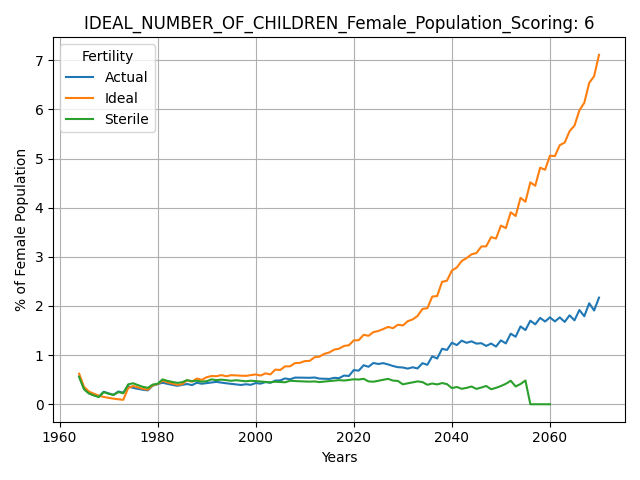 IDEAL_NUMBER_OF_CHILDREN_Female_Population_Scoring: 6
Fertility
Actual
Ideal
Sterile
% of Female Population
7
6
5
4
3
2
1
0
1960 1980 2000 2020 2040 2060
Years